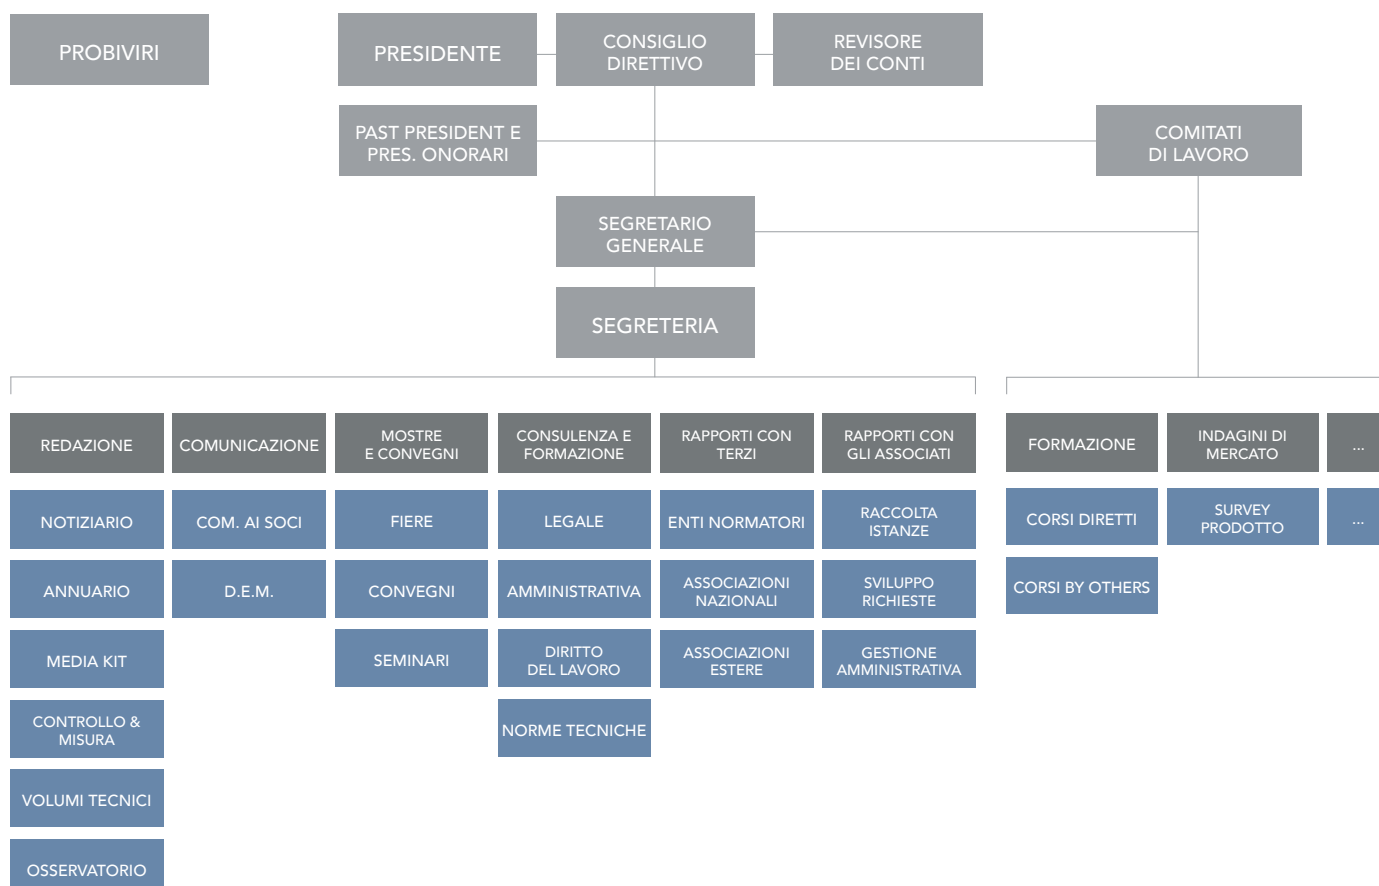 PROBIVIRI
PRESIDENTE
CONSIGLIO
DIRETTIVO
REVISORE
DEI CONTI
PAST PRESIDENT E
PRES. ONORARI
COMITATI
DI LAVORO
SEGRETARIO
GENERALE
SEGRETERIA
REDAZIONE
NOTIZIARIO
ANNUARIO
MEDIA KIT
CONTROLLO &
MISURA
VOLUMI TECNICI
OSSERVATORIO
COMUNICAZIONE
COM. AI SOCI
D.E.M.
MOSTRE
E CONVEGNI
FIERE
CONVEGNI
SEMINARI
CONSULENZA E
FORMAZIONE
LEGALE
AMMINISTRATIVA
DIRITTO
DEL LAVORO
NORME TECNICHE
RAPPORTI CON
TERZI
ENTI NORMATORI
ASSOCIAZIONI
NAZIONALI
ASSOCIAZIONI
ESTERE
RAPPORTI CON
GLI ASSOCIATI
RACCOLTA
ISTANZE
SVILUPPO
RICHIESTE
GESTIONE
AMMINISTRATIVA
FORMAZIONE
CORSI DIRETTI
CORSI BY OTHERS
INDAGINI DI
MERCATO
SURVEY
PRODOTTO
...
...